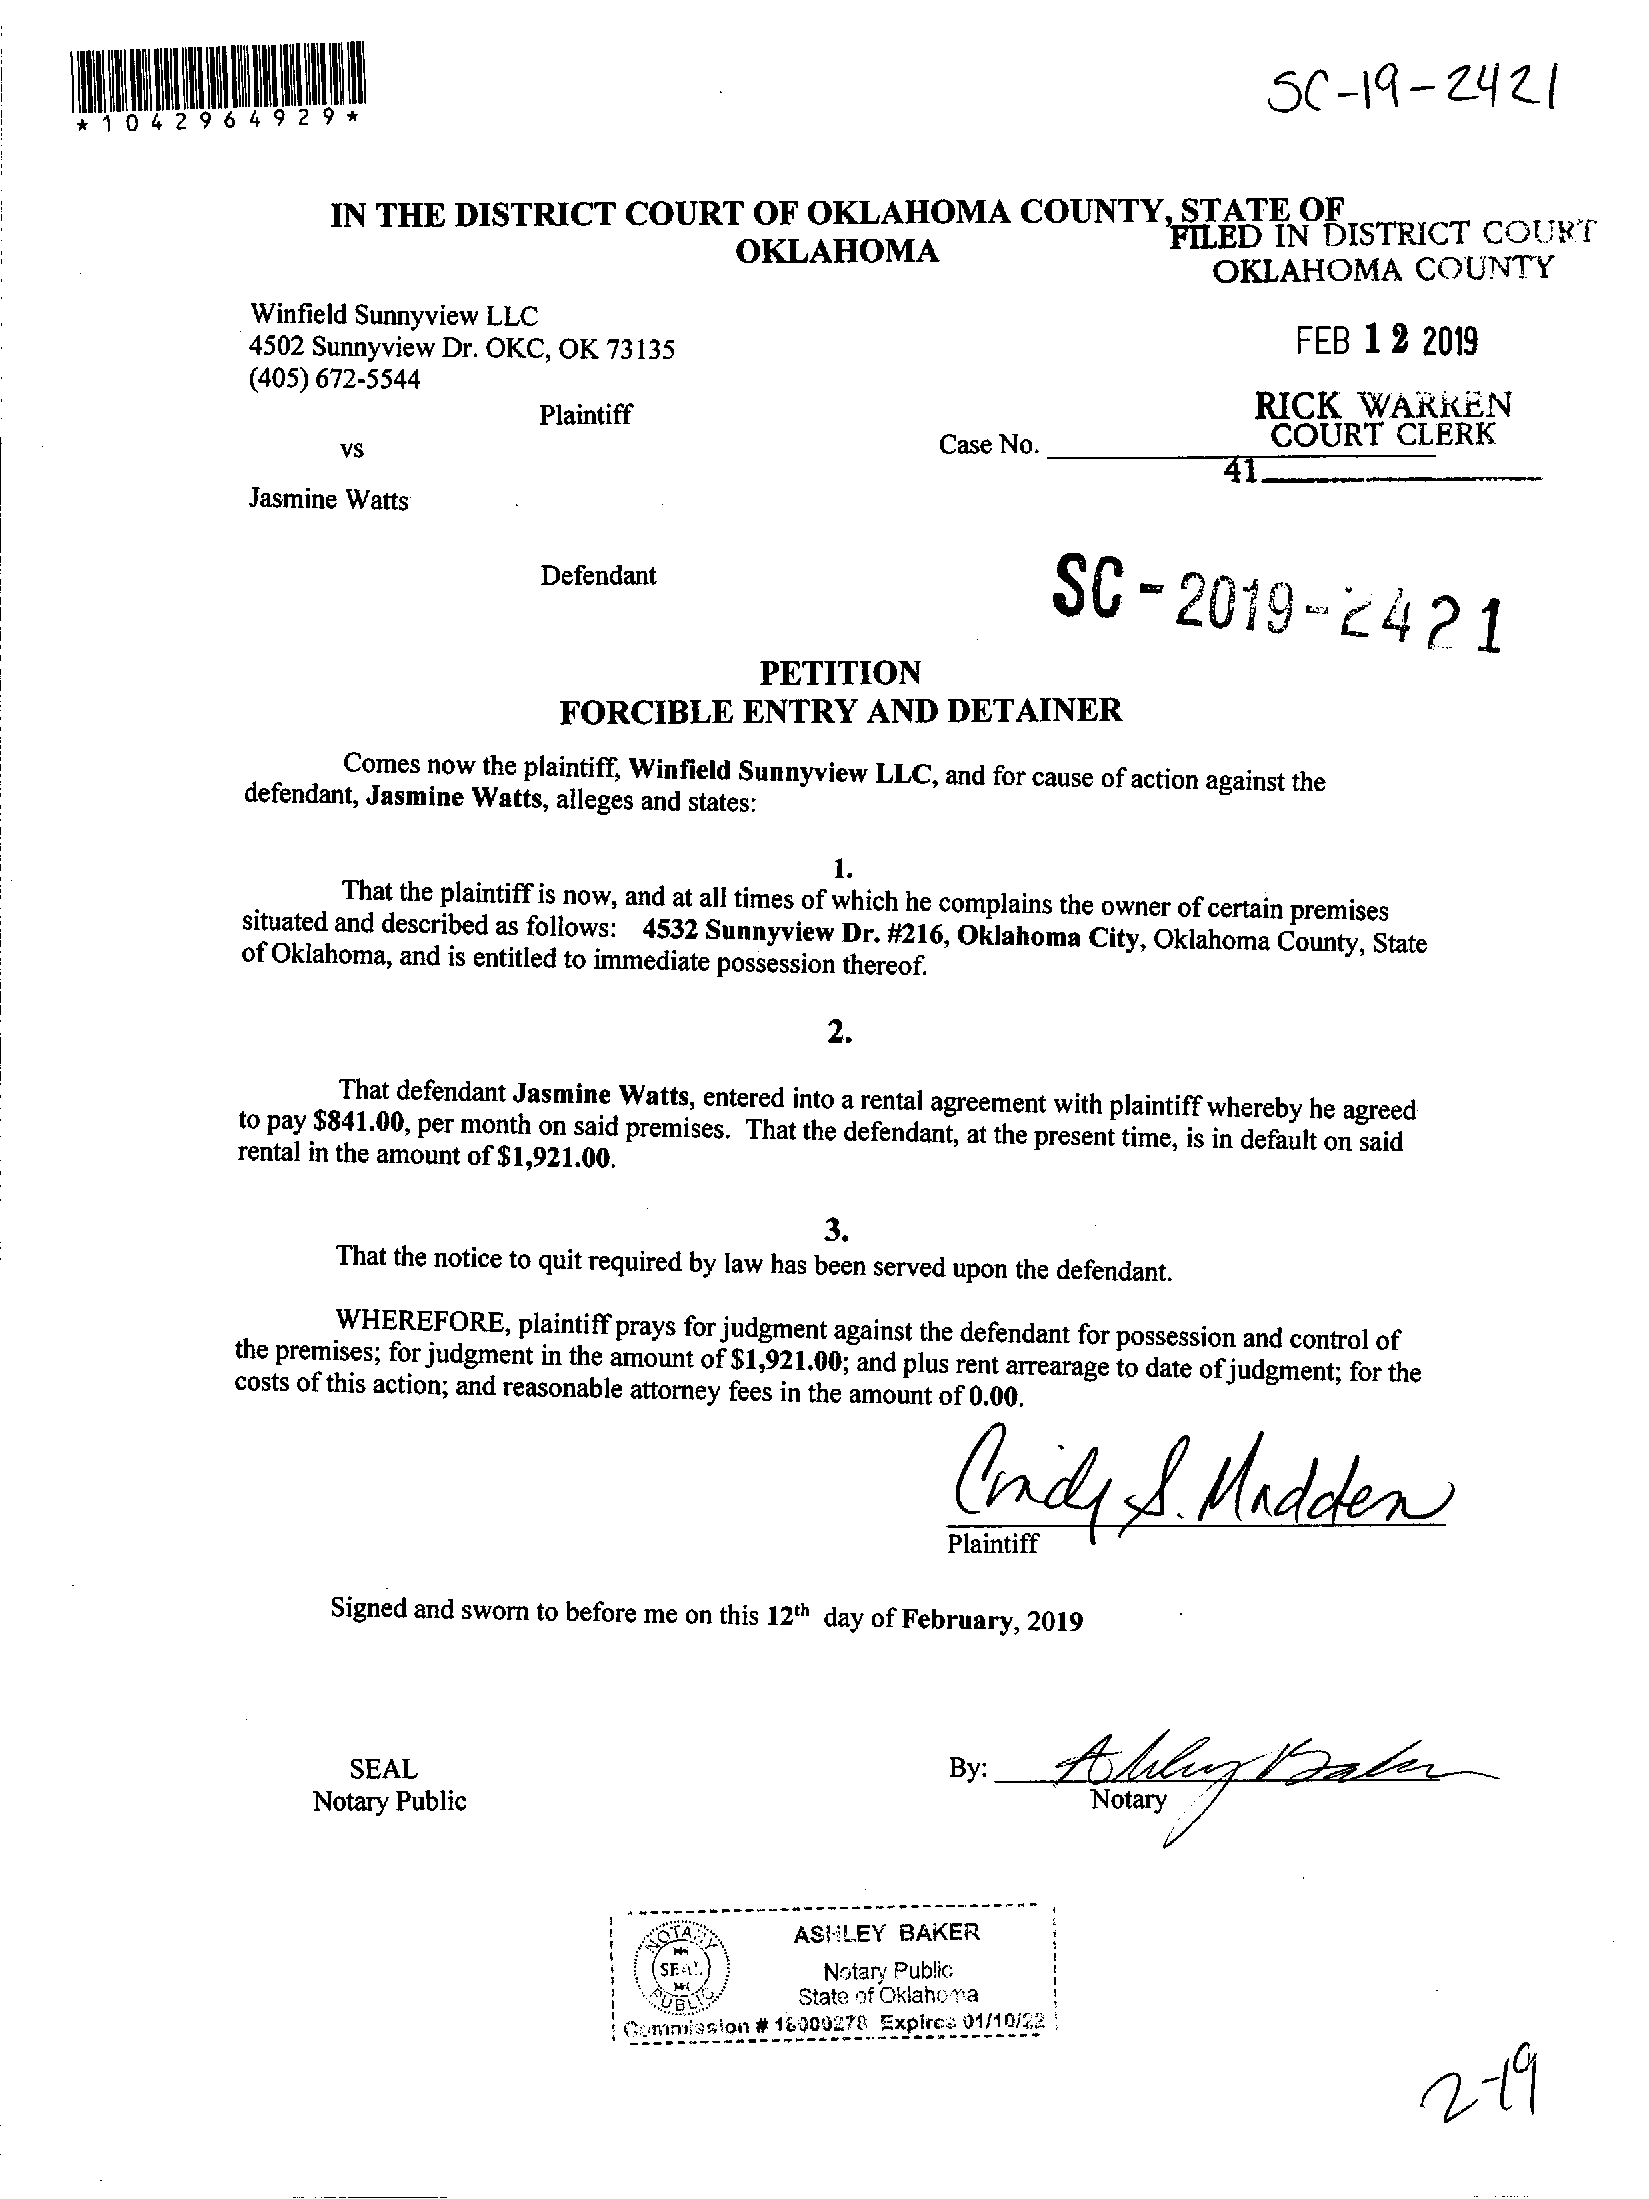 *1042964929*
SC-19-2421
IN THE DISTRICT COURT OF OKLAHOMA COUNTY, STATE OF
OKLAHOMA
FILED IN DISTRICT COURT
OKLAHOMA COUNTY
Winfield Sunnyview LLC
4502 Sunnyview Dr. OKC, OK 73135
(405) 672-5544
FEB 12 2019
Plaintiff
RICK WARREN
COURT CLERK
vs
Case No.
41
Jasmine Watts
Defendant
SC-2019-2421
PETITION
FORCIBLE ENTRY AND DETAINER
Comes now the plaintiff, Winfield Sunnyview LLC, and for cause of action against the
defendant, Jasmine Watts, alleges and states:
1.
That the plaintiff is now, and at all times of which he complains the owner of certain premises
situated and described as follows: 4532 Sunnyview Dr. #216, Oklahoma City, Oklahoma County, State
of Oklahoma, and is entitled to immediate possession thereof.
2.
That defendant Jasmine Watts, entered into a rental agreement with plaintiff whereby he agreed
to pay $841.00, per month on said premises. That the defendant, at the present time, is in default on said
rental in the amount of $1,921.00.
3.
That the notice to quit required by law has been served upon the defendant.
WHEREFORE, plaintiff prays for judgment against the defendant for possession and control of
the premises; for judgment in the amount of $1,921.00; and plus rent arrearage to date of judgment; for the
costs of this action; and reasonable attorney fees in the amount of 0.00.
Cindy S. Madden
Plaintiff
Signed and sworn to before me on this 12th day of February, 2019
SEAL
Notary Public
By: Ashley Baker
Notary
NOTARY
SEAL
PUBLIC
ASHLEY BAKER
Notary Public
State of Oklahoma
Commission # 18000278 Expires 01/10/22
2-19